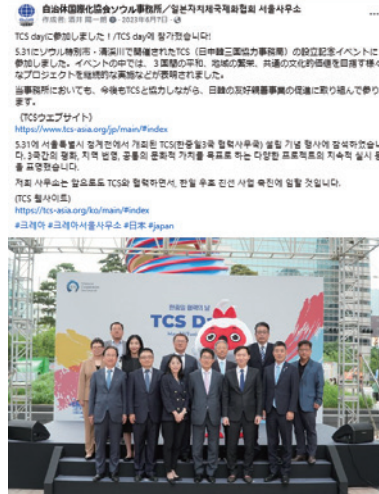 自治体国際化協会ソウル事務所／일본자치체국제화협회 서울사무소
作成者: 酒井 周一朗 · 2023年6月7日 ·
TCS dayに参加しました！/TCS day에 참가했습니다!
5.31にソウル特別市・清渓川で開催されたTCS（日中韓三国協力事務局）の設立記念イベントに
参加しました。イベントの中では、３国間の平和、地域の繁栄、共通の文化的価値を目指す様々
なプロジェクトを継続的な実施などが表明されました。
当事務所においても、今後もTCSと協力しながら、日韓の友好親善事業の促進に取り組んで参り
ます。
（TCSウェブサイト）
https://www.tcs-asia.org/jp/main/#index
5.31에 서울특별시 청계천에서 개최된 TCS(한중일3국 협력사무국) 설립 기념 행사에 참석하였습니
다. 3국간의 평화, 지역 번영, 공통의 문화적 가치를 목표로 하는 다양한 프로젝트의 지속적 실시 등
을 표명했습니다.
저희 사무소는 앞으로도 TCS와 협력하면서, 한일 우호 친선 사업 촉진에 임할 것입니다.
(TCS 웹사이트)
https://tcs-asia.org/ko/main/#index
#크레아 #크레아서울사무소 #日本 #japan
한중일 협력의 날
TCS D